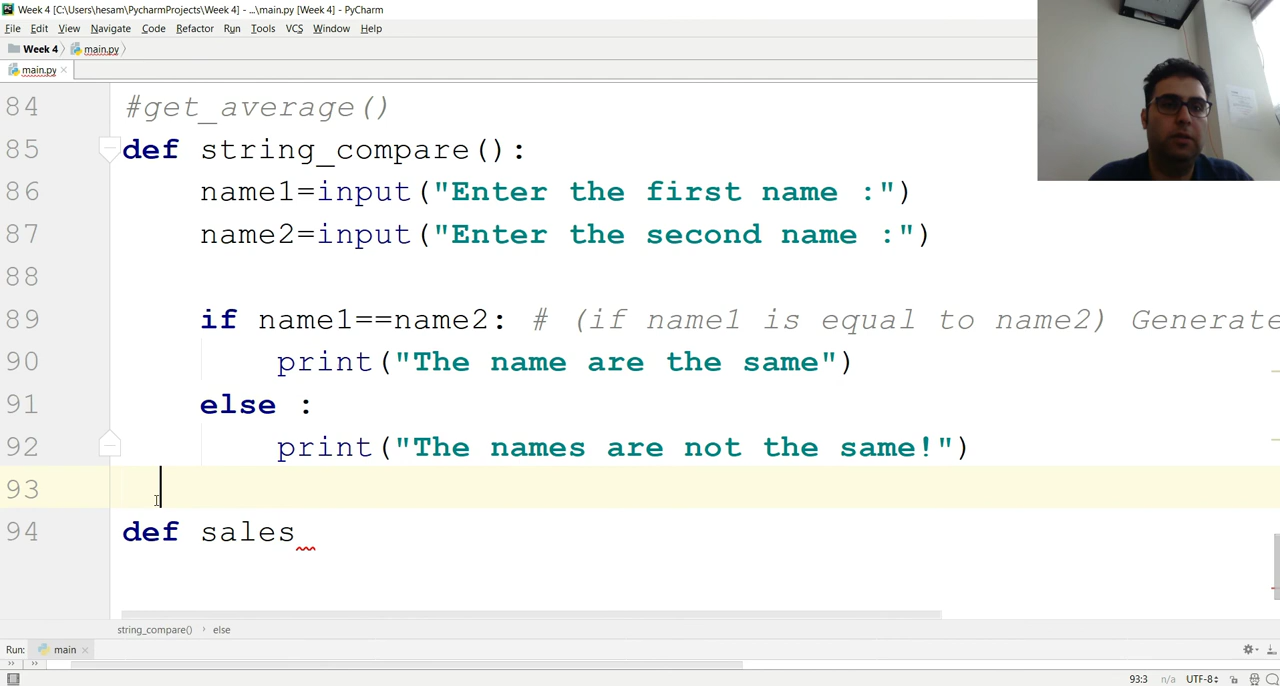 Week 4 [C:\Users\hesam\PycharmProjects\Week 4] - ...\main.py [Week 4] - PyCharm
File Edit View Navigate Code Refactor Run Tools VCS Window Help
Week 4 main.py
main.py
84 #get_average()
85 def string_compare():
86 name1=input("Enter the first name :")
87 name2=input("Enter the second name :")
88
89 if name1==name2: # (if name1 is equal to name2) Generate
90 print("The name are the same")
91 else :
92 print("The names are not the same!")
93
94 def sales
string_compare() › else
Run: main
93:3 n/a UTF-8